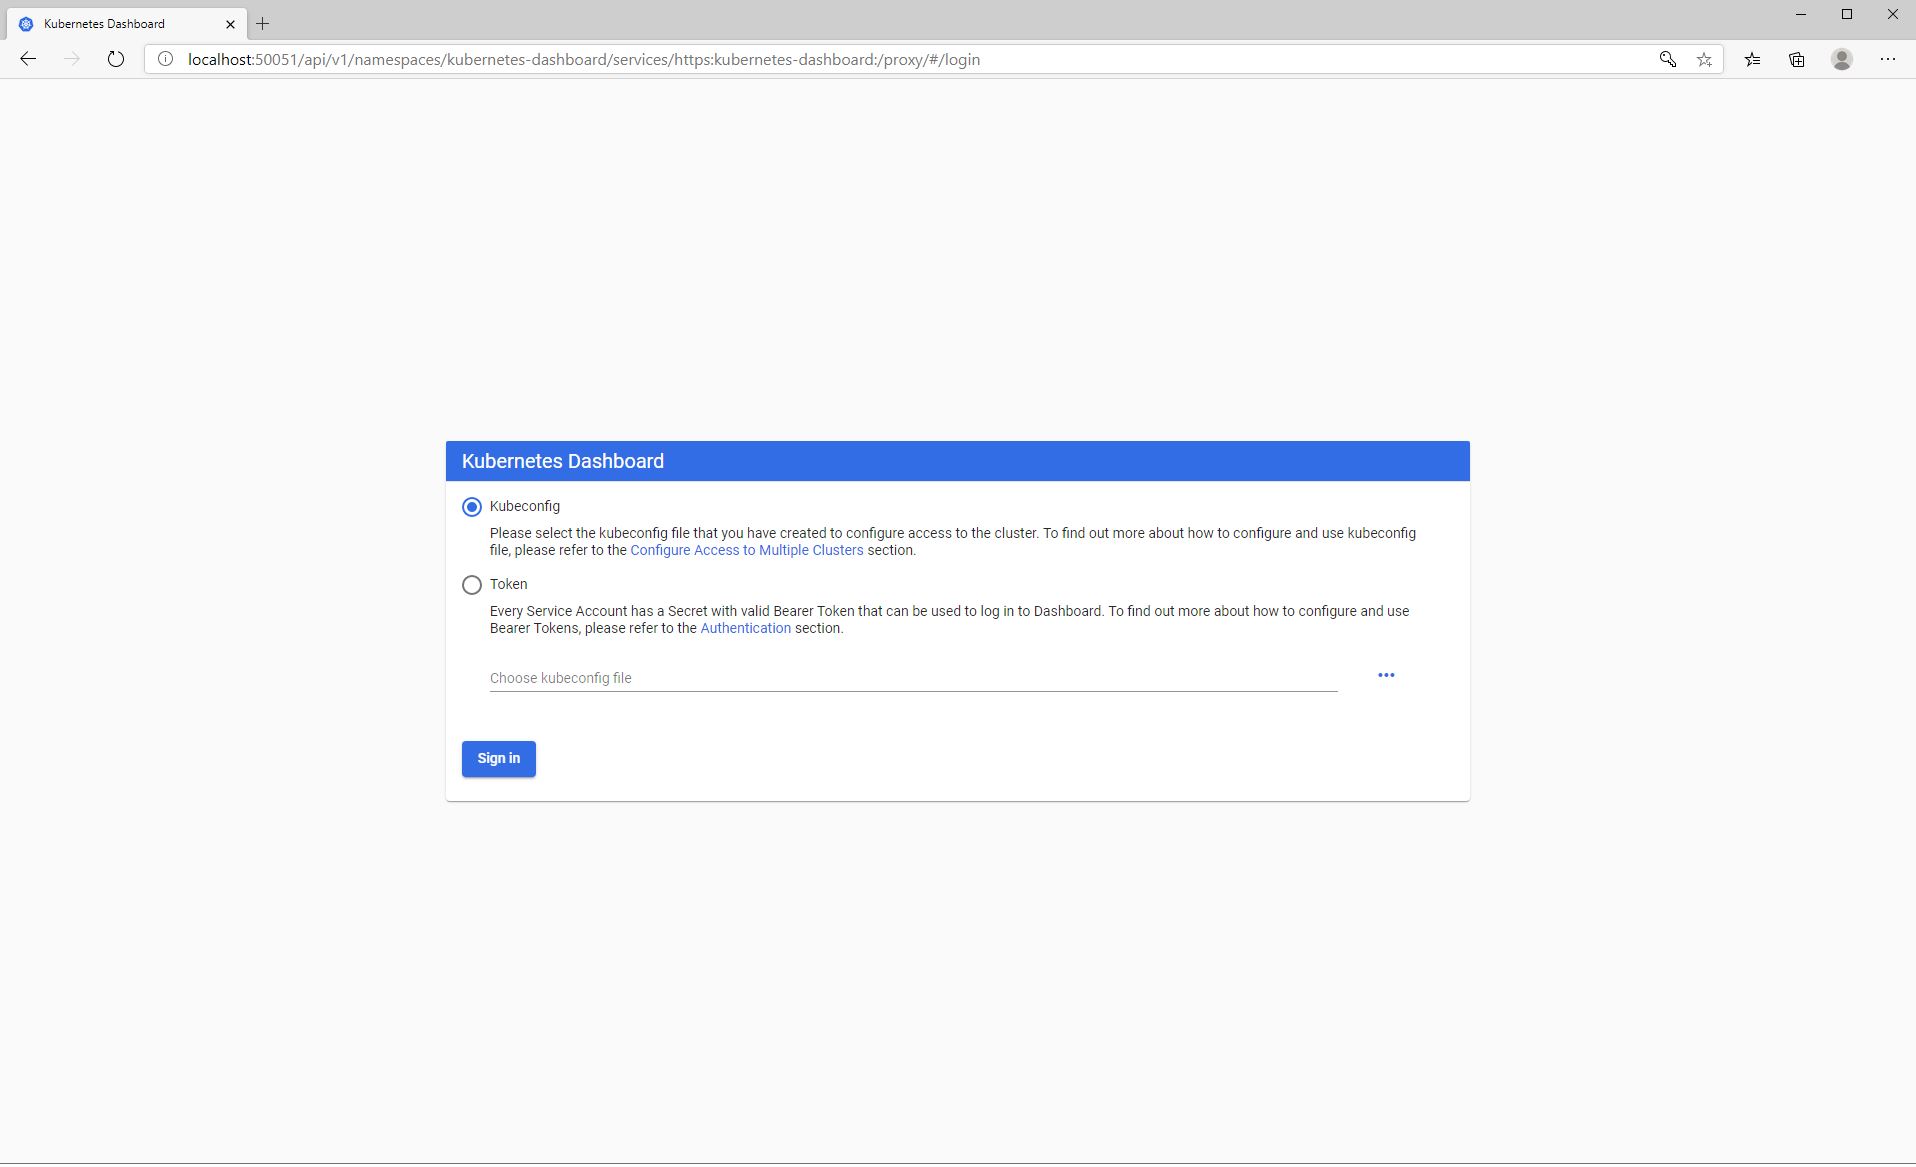 Kubernetes Dashboard
localhost:50051/api/v1/namespaces/kubernetes-dashboard/services/https:kubernetes-dashboard:/proxy/#/login
Kubernetes Dashboard
Kubeconfig
Please select the kubeconfig file that you have created to configure access to the cluster. To find out more about how to configure and use kubeconfig
file, please refer to the Configure Access to Multiple Clusters section.
Token
Every Service Account has a Secret with valid Bearer Token that can be used to log in to Dashboard. To find out more about how to configure and use
Bearer Tokens, please refer to the Authentication section.
Choose kubeconfig file
Sign in